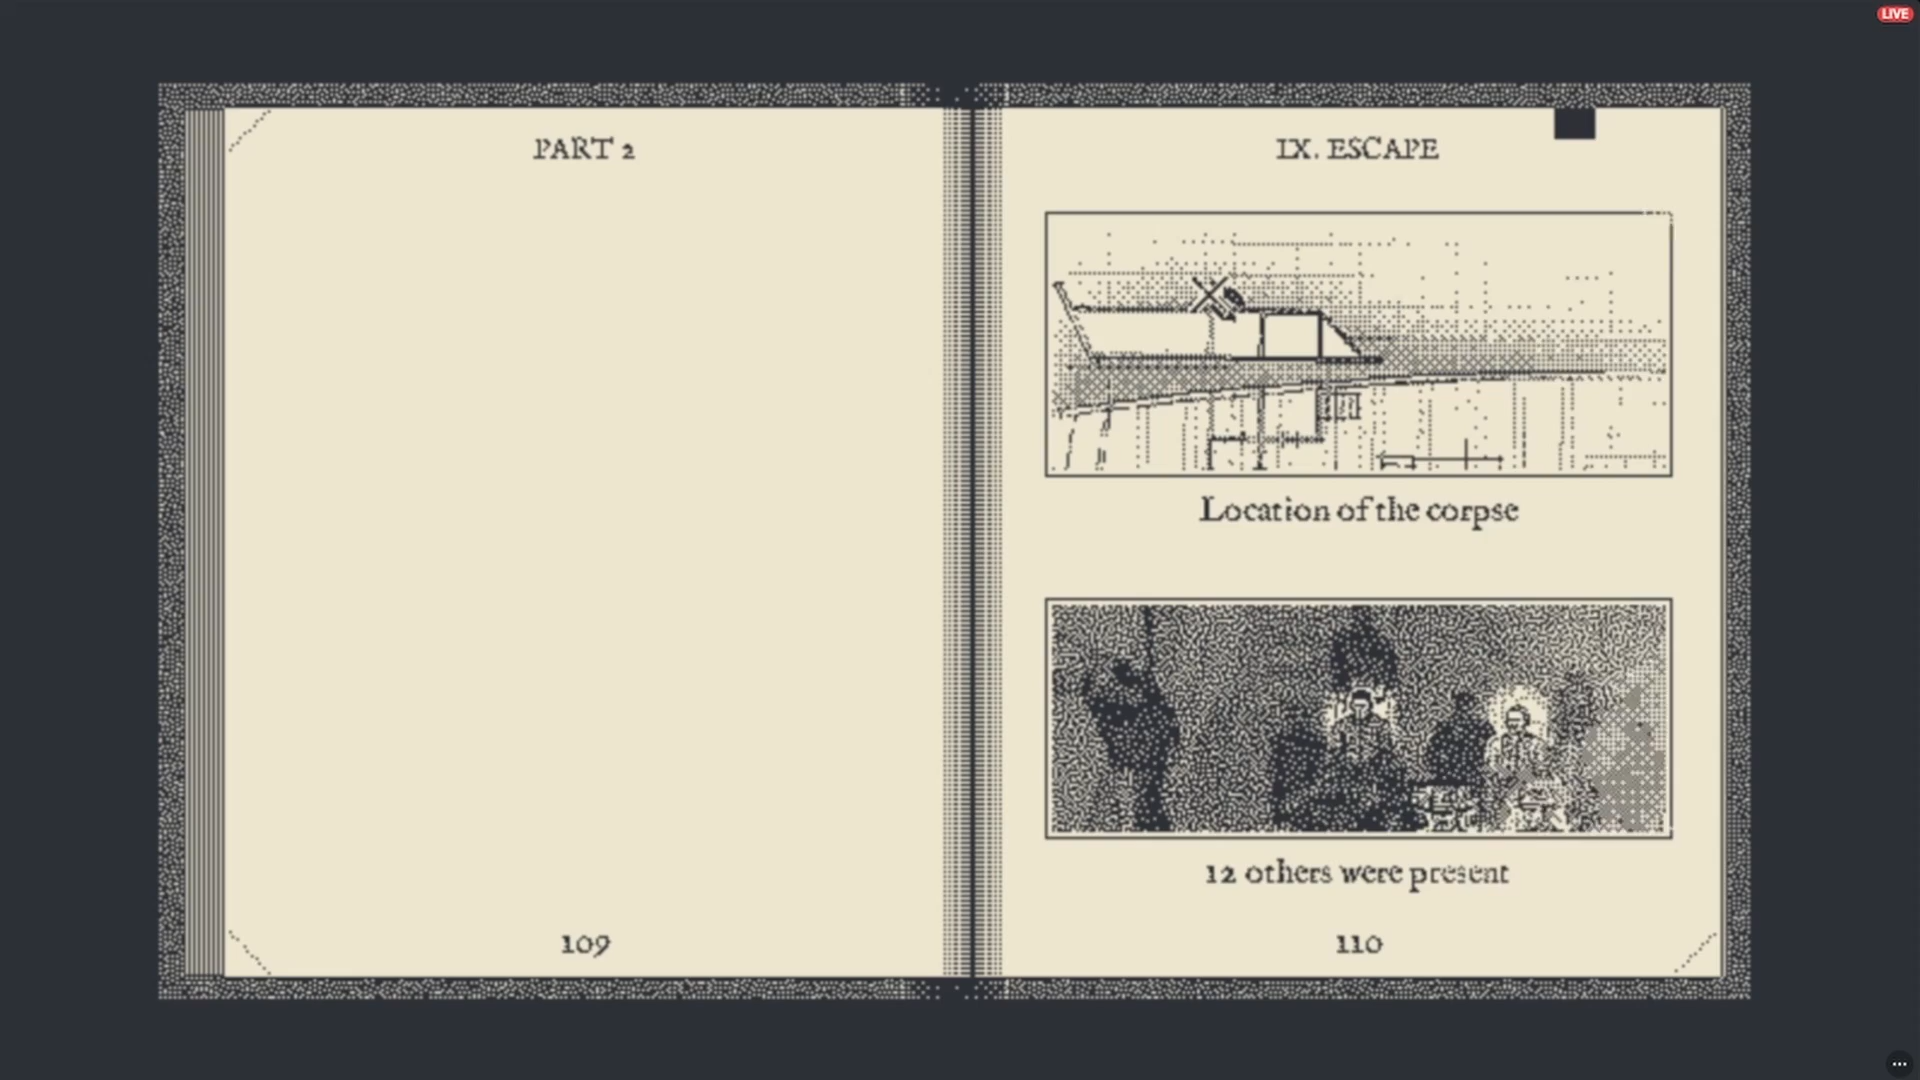 LIVE
PART 2
IX. ESCAPE
Location of the corpse
12 others were present
109
110